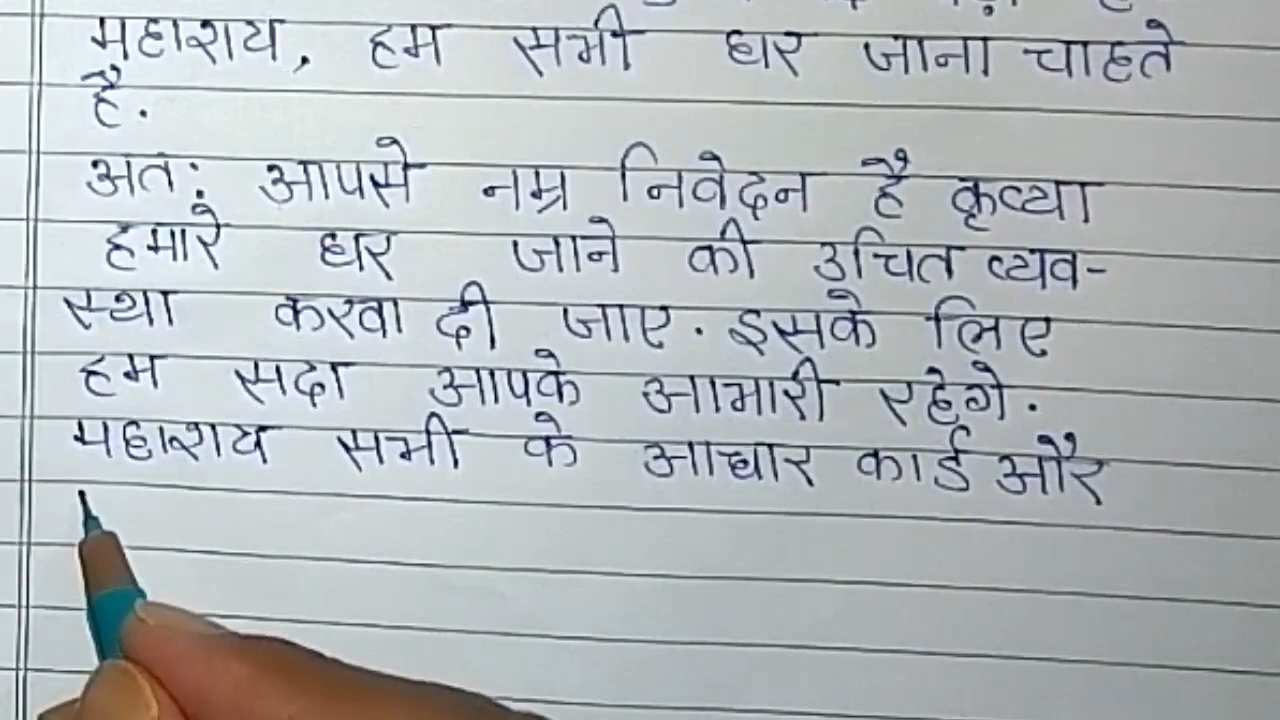 महाशय, हम सभी घर जाना चाहते
है.
अतः आपसे नम्र निवेदन है कृप्या
हमारे घर जाने की उचित व्यव-
स्था करवा दी जाए. इसके लिए
हम सदा आपके आभारी रहेगे.
महाशय सभी के आधार कार्ड और